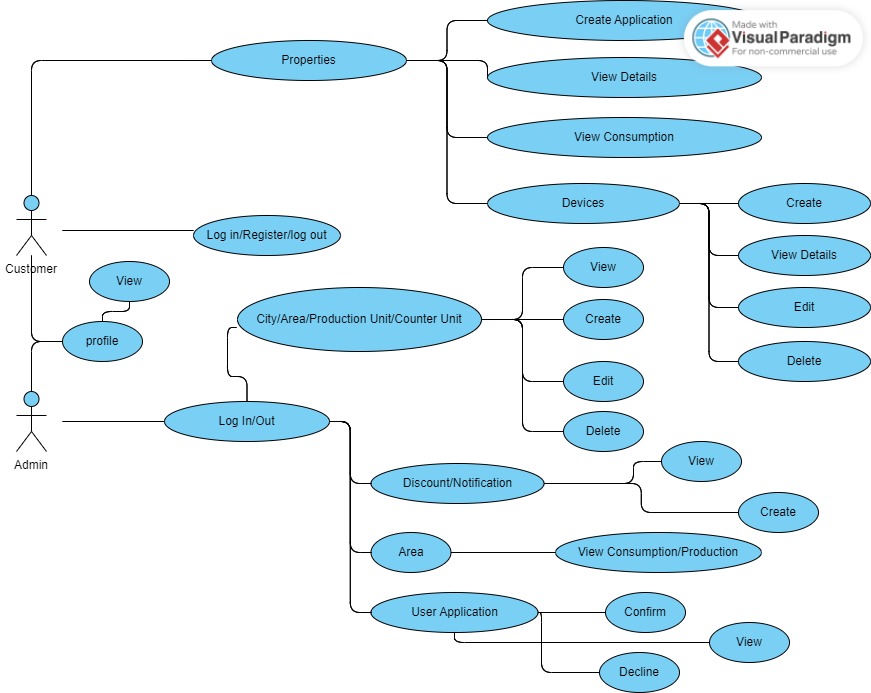 Create Application
Made with
VisualParadigm
For non-commercial use
Properties
View Details
View Consumption
Devices
Create
Log in/Register/log out
View Details
Customer
View
View
City/Area/Production Unit/Counter Unit
Create
Edit
profile
Delete
Edit
Log In/Out
Delete
Admin
View
Discount/Notification
Create
Area
View Consumption/Production
User Application
Confirm
View
Decline